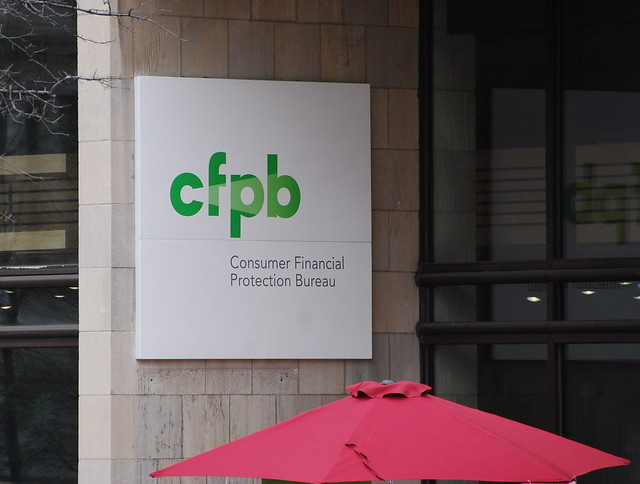 cfpb
Consumer Financial
Protection Bureau